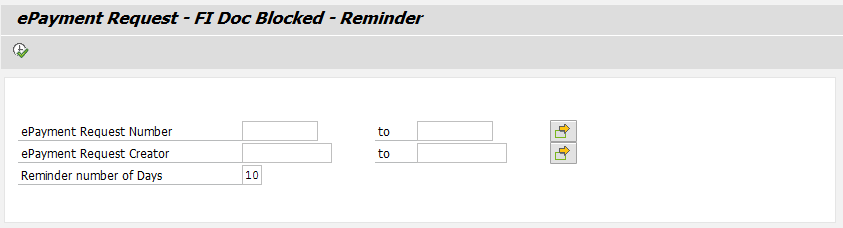 ePayment Request - FI Doc Blocked - Reminder
ePayment Request Number to
ePayment Request Creator to
Reminder number of Days 10